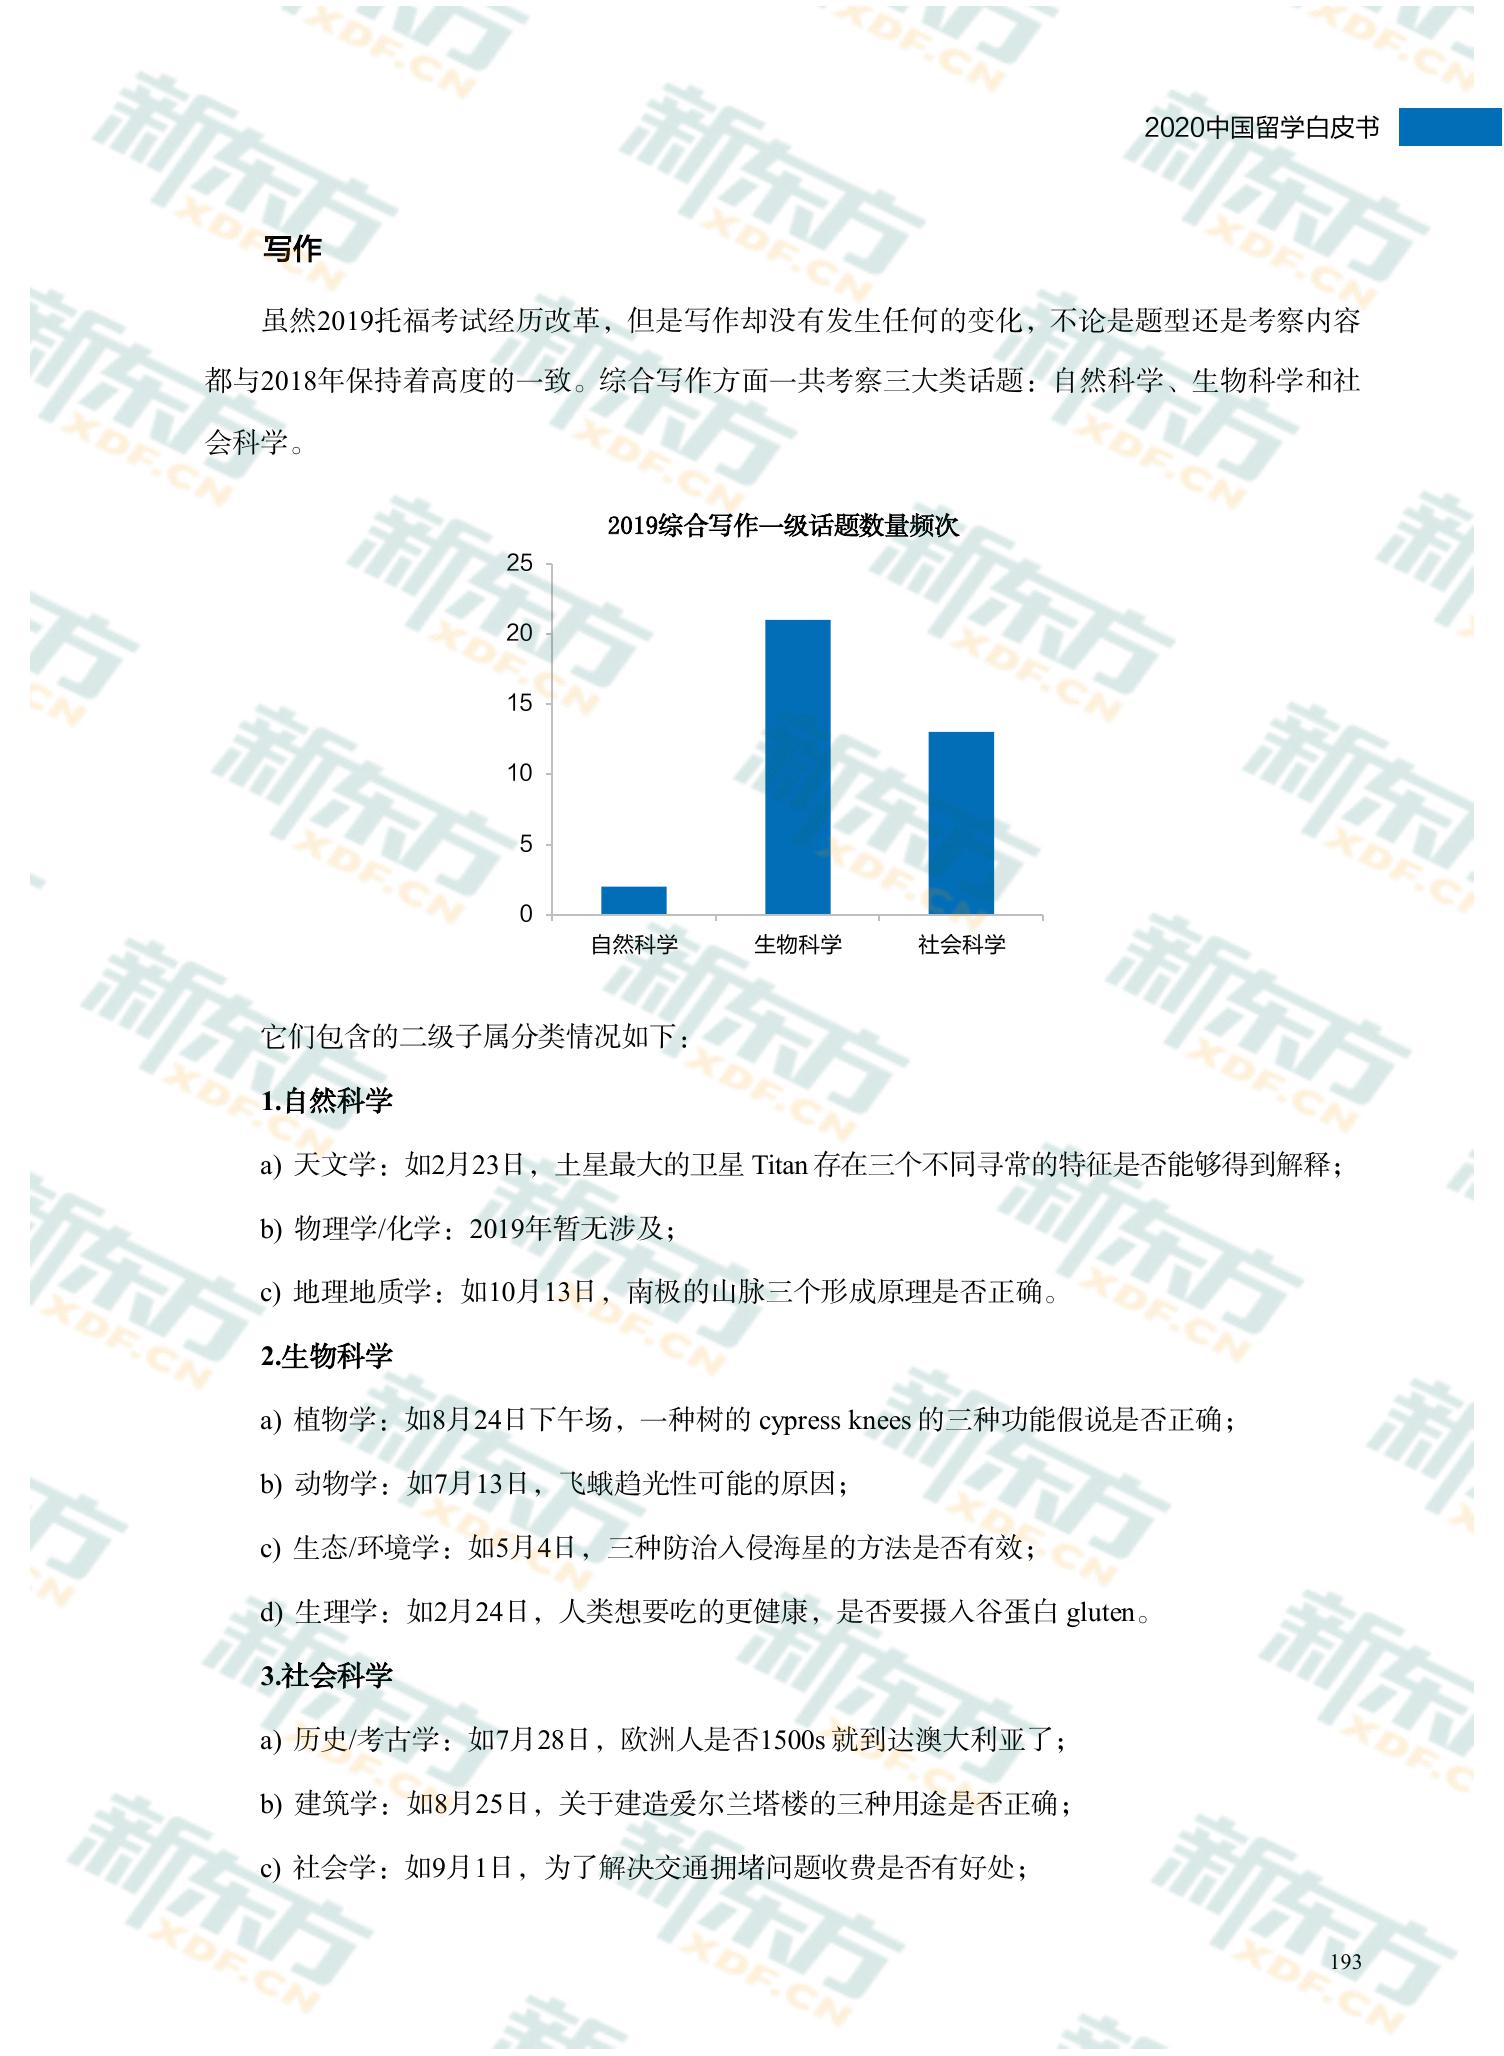 2020中国留学白皮书
写作
虽然2019托福考试经历改革，但是写作却没有发生任何的变化，不论是题型还是考察内容
都与2018年保持着高度的一致。综合写作方面一共考察三大类话题：自然科学、生物科学和社
会科学。
2019综合写作一级话题数量频次
25
20
15
10
5
0
自然科学 生物科学 社会科学
它们包含的二级子属分类情况如下：
1.自然科学
a) 天文学：如2月23日，土星最大的卫星 Titan 存在三个不同寻常的特征是否能够得到解释；
b) 物理学/化学：2019年暂无涉及；
c) 地理地质学：如10月13日，南极的山脉三个形成原理是否正确。
2.生物科学
a) 植物学：如8月24日下午场，一种树的 cypress knees 的三种功能假说是否正确；
b) 动物学：如7月13日，飞蛾趋光性可能的原因；
c) 生态/环境学：如5月4日，三种防治入侵海星的方法是否有效；
d) 生理学：如2月24日，人类想要吃的更健康，是否要摄入谷蛋白 gluten。
3.社会科学
a) 历史/考古学：如7月28日，欧洲人是否1500s 就到达澳大利亚了；
b) 建筑学：如8月25日，关于建造爱尔兰塔楼的三种用途是否正确；
c) 社会学：如9月1日，为了解决交通拥堵问题收费是否有好处；
193
新东方
XDF.CN